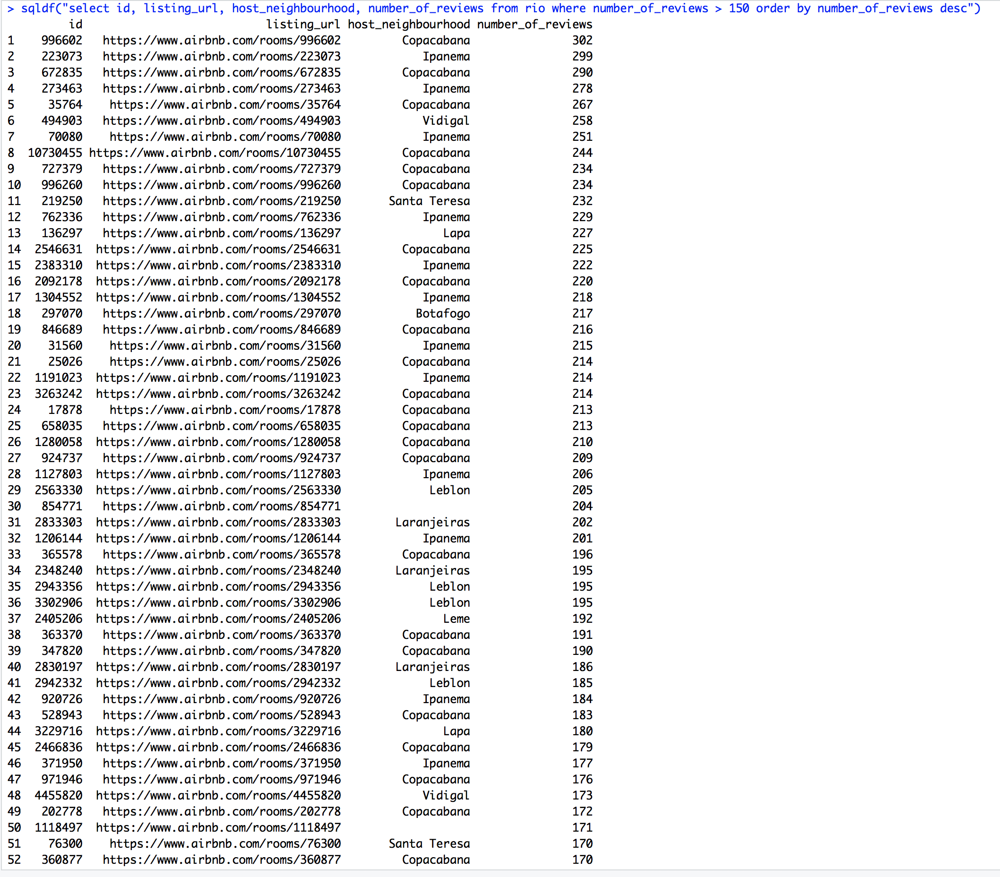 > sqldf("select id, listing_url, host_neighbourhood, number_of_reviews from rio where number_of_reviews > 150 order by number_of_reviews desc")
id listing_url host_neighbourhood number_of_reviews
1 996602 https://www.airbnb.com/rooms/996602 Copacabana 302
2 223073 https://www.airbnb.com/rooms/223073 Ipanema 299
3 672835 https://www.airbnb.com/rooms/672835 Copacabana 290
4 273463 https://www.airbnb.com/rooms/273463 Ipanema 278
5 35764 https://www.airbnb.com/rooms/35764 Copacabana 267
6 494903 https://www.airbnb.com/rooms/494903 Vidigal 258
7 70080 https://www.airbnb.com/rooms/70080 Ipanema 251
8 10730455 https://www.airbnb.com/rooms/10730455 Copacabana 244
9 727379 https://www.airbnb.com/rooms/727379 Copacabana 234
10 996260 https://www.airbnb.com/rooms/996260 Copacabana 234
11 219250 https://www.airbnb.com/rooms/219250 Santa Teresa 232
12 762336 https://www.airbnb.com/rooms/762336 Ipanema 229
13 136297 https://www.airbnb.com/rooms/136297 Lapa 227
14 2546631 https://www.airbnb.com/rooms/2546631 Copacabana 225
15 2383310 https://www.airbnb.com/rooms/2383310 Ipanema 222
16 2092178 https://www.airbnb.com/rooms/2092178 Copacabana 220
17 1304552 https://www.airbnb.com/rooms/1304552 Ipanema 218
18 297070 https://www.airbnb.com/rooms/297070 Botafogo 217
19 846689 https://www.airbnb.com/rooms/846689 Copacabana 216
20 31560 https://www.airbnb.com/rooms/31560 Ipanema 215
21 25026 https://www.airbnb.com/rooms/25026 Copacabana 214
22 1191023 https://www.airbnb.com/rooms/1191023 Ipanema 214
23 3263242 https://www.airbnb.com/rooms/3263242 Copacabana 214
24 17878 https://www.airbnb.com/rooms/17878 Copacabana 213
25 658035 https://www.airbnb.com/rooms/658035 Copacabana 213
26 1280058 https://www.airbnb.com/rooms/1280058 Copacabana 210
27 924737 https://www.airbnb.com/rooms/924737 Copacabana 209
28 1127803 https://www.airbnb.com/rooms/1127803 Ipanema 206
29 2563330 https://www.airbnb.com/rooms/2563330 Leblon 205
30 854771 https://www.airbnb.com/rooms/854771 204
31 2833303 https://www.airbnb.com/rooms/2833303 Laranjeiras 202
32 1206144 https://www.airbnb.com/rooms/1206144 Ipanema 201
33 365578 https://www.airbnb.com/rooms/365578 Copacabana 196
34 2348240 https://www.airbnb.com/rooms/2348240 Laranjeiras 195
35 2943356 https://www.airbnb.com/rooms/2943356 Leblon 195
36 3302906 https://www.airbnb.com/rooms/3302906 Leblon 195
37 2405206 https://www.airbnb.com/rooms/2405206 Leme 192
38 363370 https://www.airbnb.com/rooms/363370 Copacabana 191
39 347820 https://www.airbnb.com/rooms/347820 Copacabana 190
40 2830197 https://www.airbnb.com/rooms/2830197 Laranjeiras 186
41 2942332 https://www.airbnb.com/rooms/2942332 Leblon 185
42 920726 https://www.airbnb.com/rooms/920726 Ipanema 184
43 528943 https://www.airbnb.com/rooms/528943 Copacabana 183
44 3229716 https://www.airbnb.com/rooms/3229716 Lapa 180
45 2466836 https://www.airbnb.com/rooms/2466836 Copacabana 179
46 371950 https://www.airbnb.com/rooms/371950 Ipanema 177
47 971946 https://www.airbnb.com/rooms/971946 Copacabana 176
48 4455820 https://www.airbnb.com/rooms/4455820 Vidigal 173
49 202778 https://www.airbnb.com/rooms/202778 Copacabana 172
50 1118497 https://www.airbnb.com/rooms/1118497 171
51 76300 https://www.airbnb.com/rooms/76300 Santa Teresa 170
52 360877 https://www.airbnb.com/rooms/360877 Copacabana 170